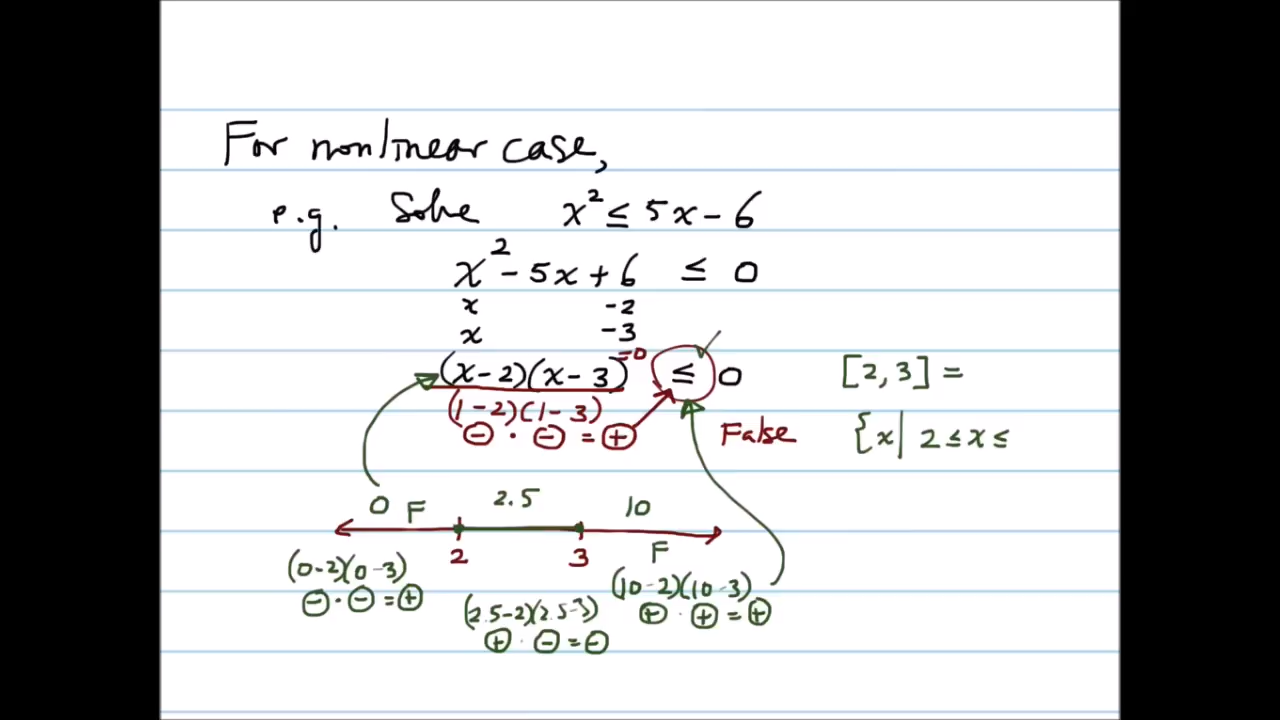 For nonlinear case,
e.g. Solve x² ≤ 5x - 6
x² - 5x + 6 ≤ 0
x -2
x -3
(x - 2)(x - 3) =0 ≤ 0
[2, 3] =
(1 - 2)(1 - 3)
⊖ · ⊖ = ⊕ False
{x| 2 ≤ x ≤
0 F 2.5 10
2 3 F
(0-2)(0-3)
⊖ · ⊖ = ⊕
(10-2)(10-3)
⊕ · ⊕ = ⊕
(2.5-2)(2.5-3)
⊕ · ⊖ = ⊖